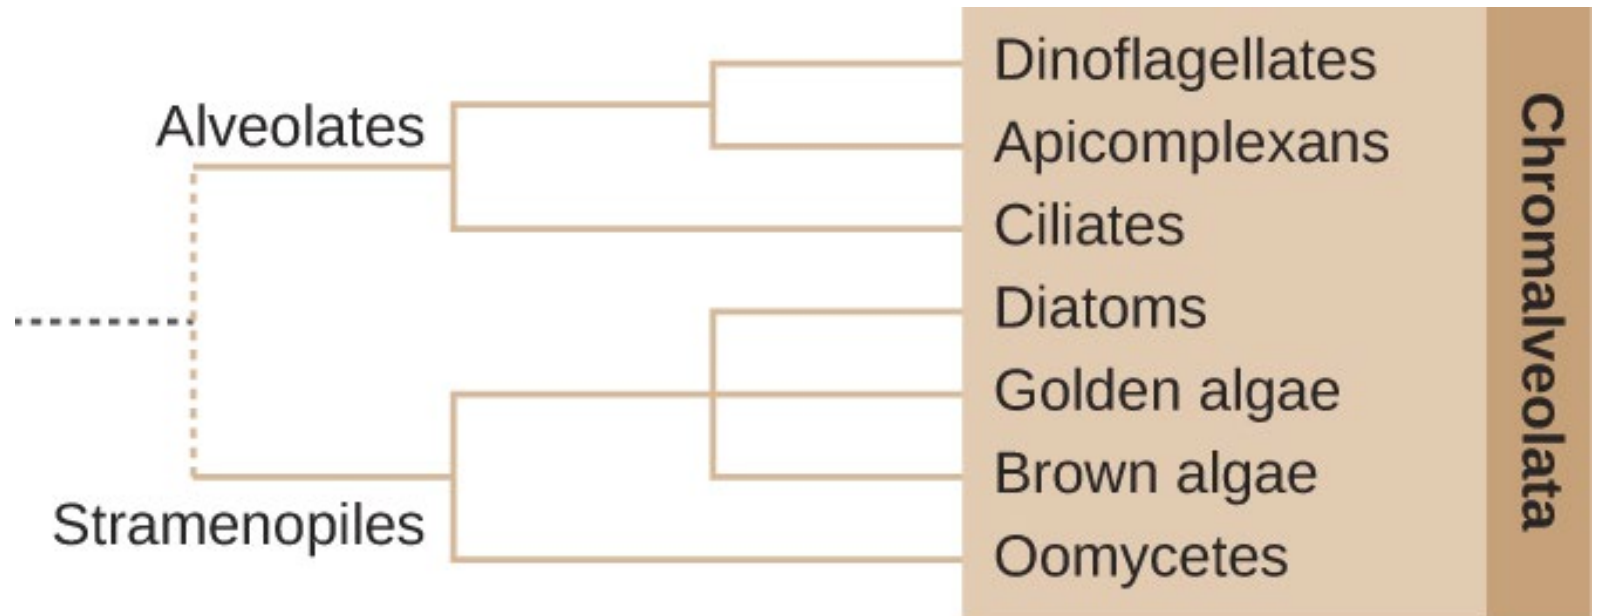 Alveolates
Stramenopiles
Dinoflagellates
Apicomplexans
Ciliates
Diatoms
Golden algae
Brown algae
Oomycetes
Chromalveolata